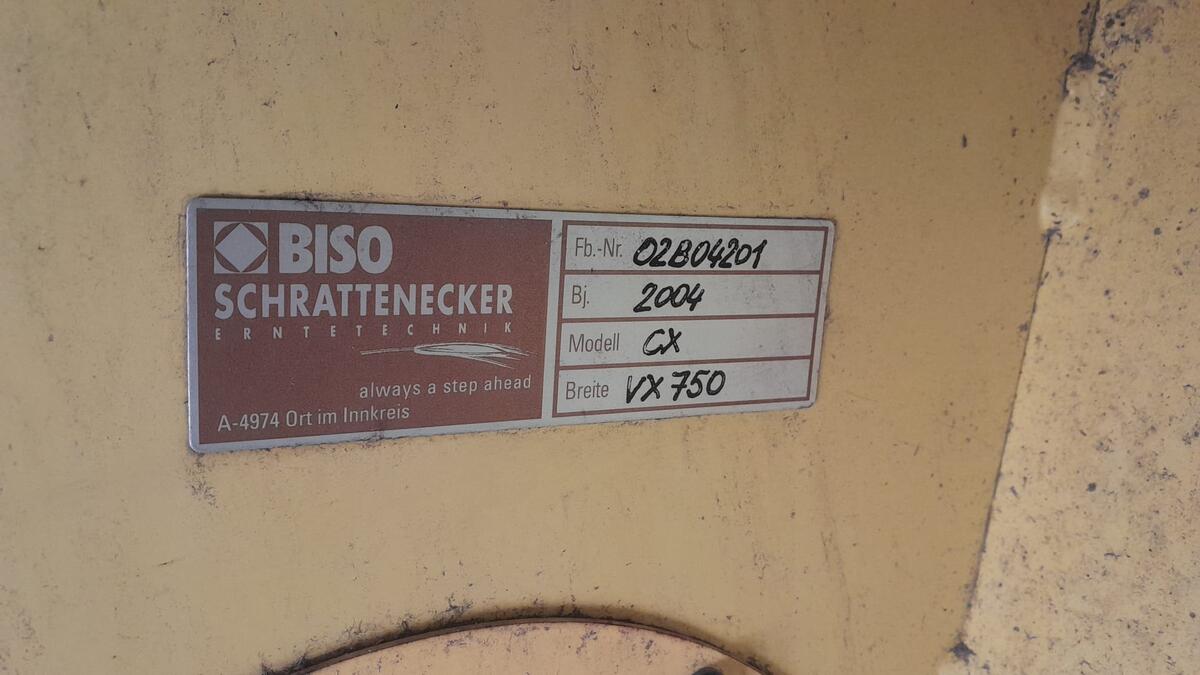 BISO
SCHRATTENECKER
ERNTETECHNIK
always a step ahead
A-4974 Ort im Innkreis
Fb.-Nr. 02B04201
Bj. 2004
Modell CX
Breite VX 750